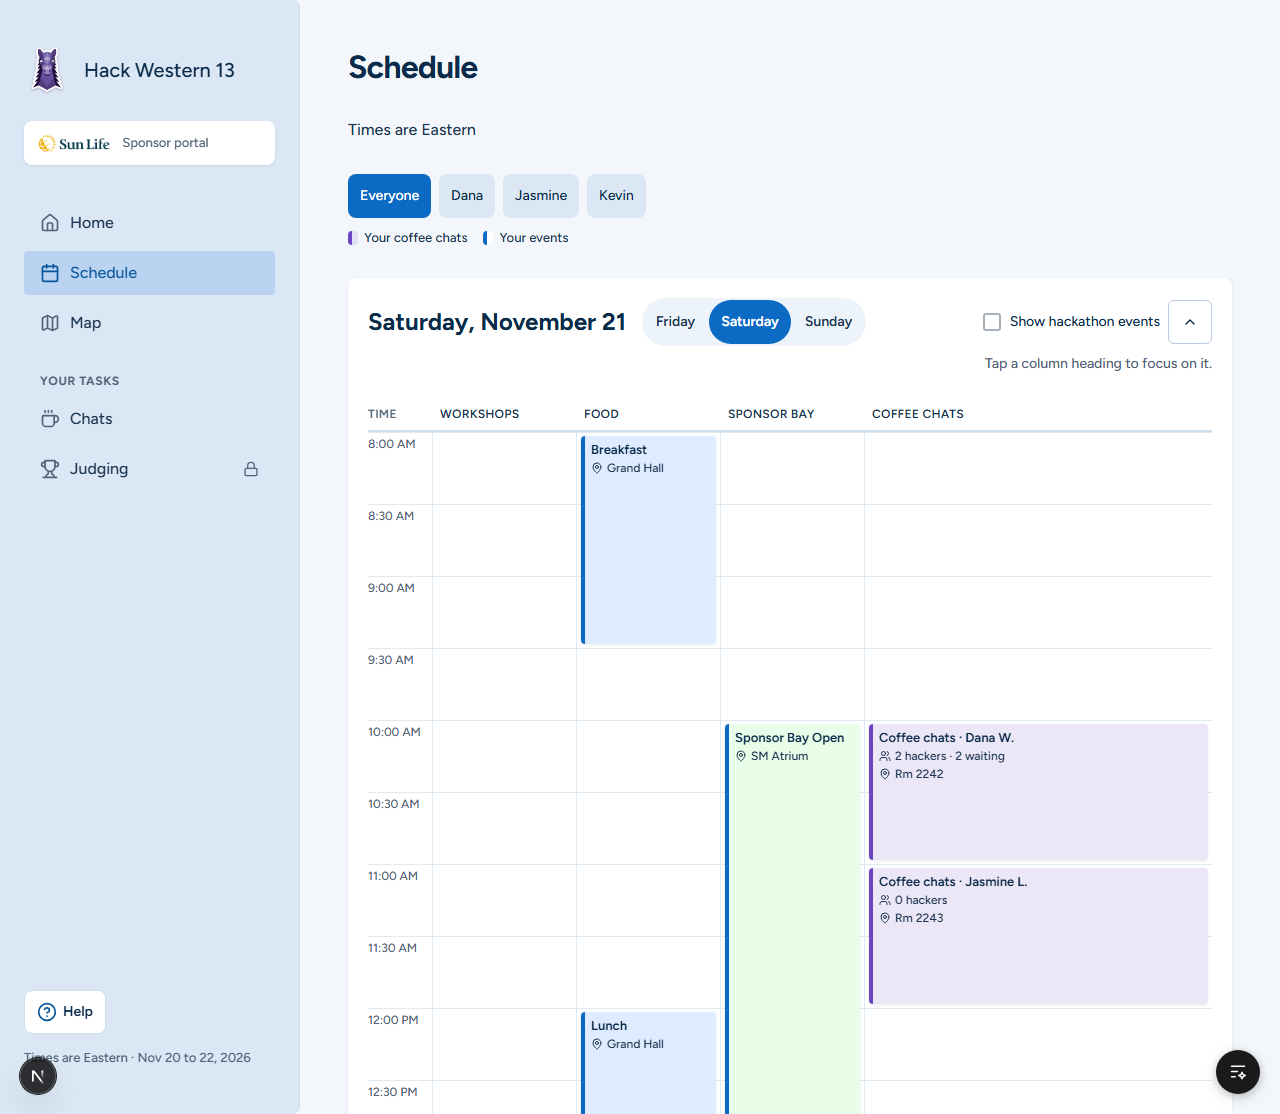 Hack Western 13
Sun Life Sponsor portal
Home
Schedule
Map
YOUR TASKS
Chats
Judging
Help
Times are Eastern · Nov 20 to 22, 2026
N
Schedule
Times are Eastern
Everyone Dana Jasmine Kevin
Your coffee chats Your events
Saturday, November 21 Friday Saturday Sunday Show hackathon events
Tap a column heading to focus on it.
TIME WORKSHOPS FOOD SPONSOR BAY COFFEE CHATS
8:00 AM
Breakfast
Grand Hall
8:30 AM
9:00 AM
9:30 AM
10:00 AM
Sponsor Bay Open
SM Atrium
Coffee chats · Dana W.
2 hackers · 2 waiting
Rm 2242
10:30 AM
11:00 AM
Coffee chats · Jasmine L.
0 hackers
Rm 2243
11:30 AM
12:00 PM
Lunch
Grand Hall
12:30 PM